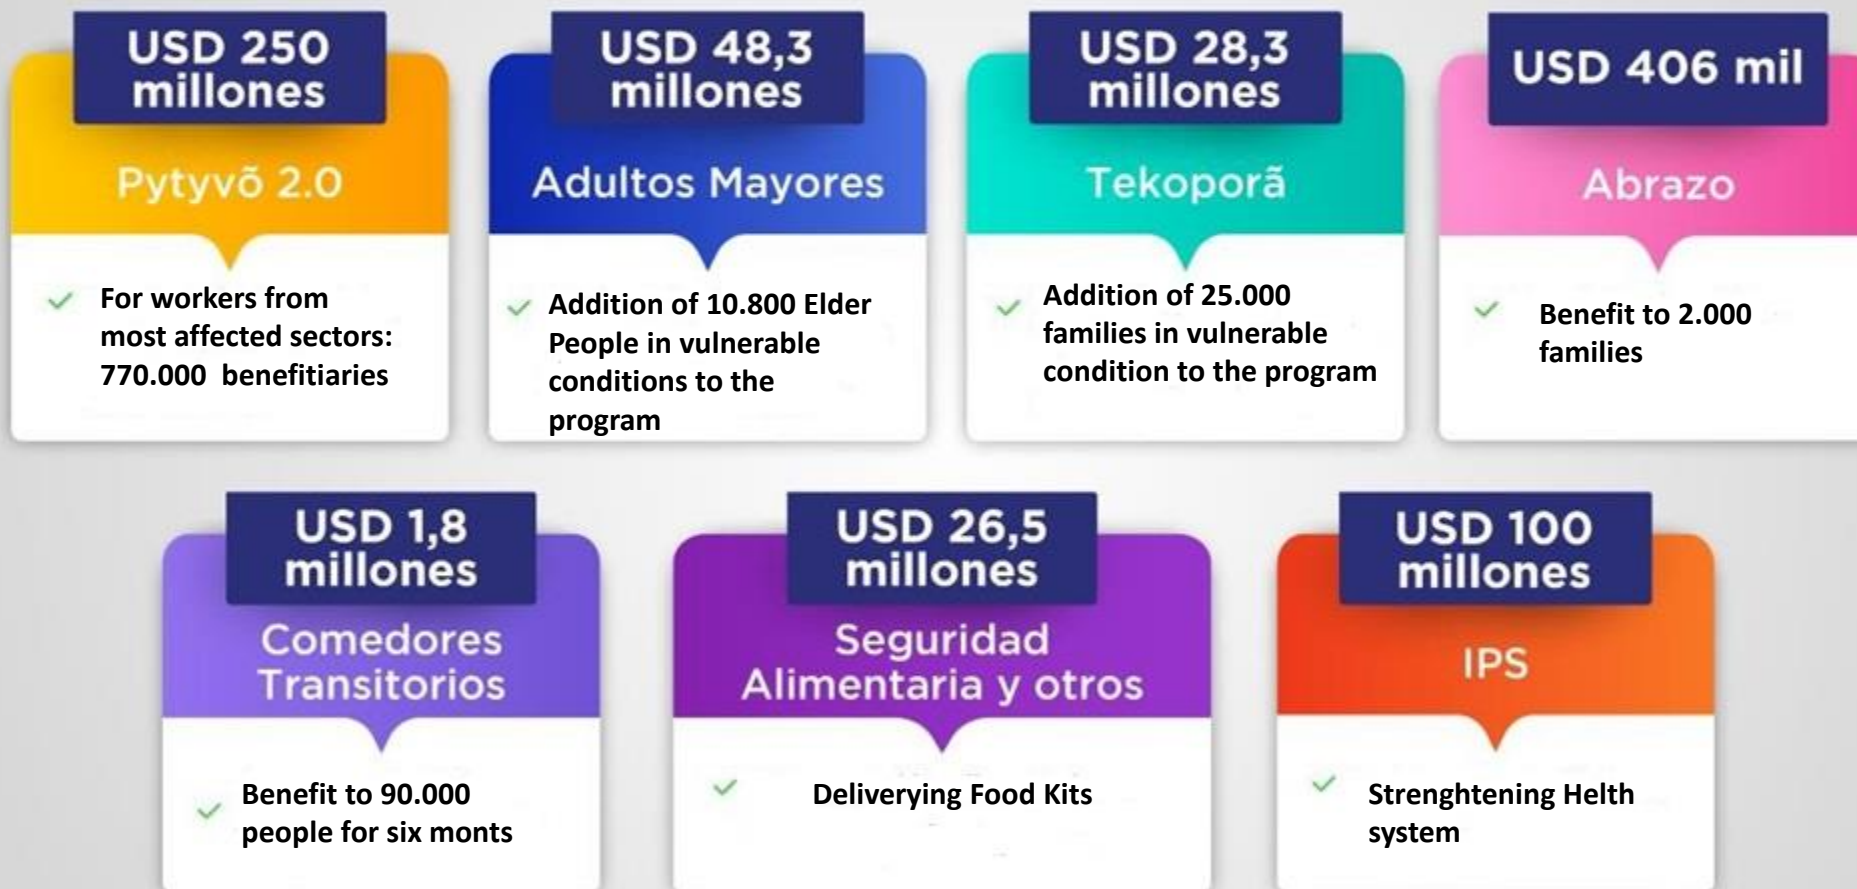 USD 250
millones
Pytyvõ 2.0
For workers from
most affected sectors:
770.000 benefitiaries
USD 48,3
millones
Adultos Mayores
Addition of 10.800 Elder
People in vulnerable
conditions to the
program
USD 28,3
millones
Tekoporã
Addition of 25.000
families in vulnerable
condition to the program
USD 406 mil
Abrazo
Benefit to 2.000
families
USD 1,8
millones
Comedores
Transitorios
Benefit to 90.000
people for six monts
USD 26,5
millones
Seguridad
Alimentaria y otros
Deliverying Food Kits
USD 100
millones
IPS
Strenghtening Helth
system